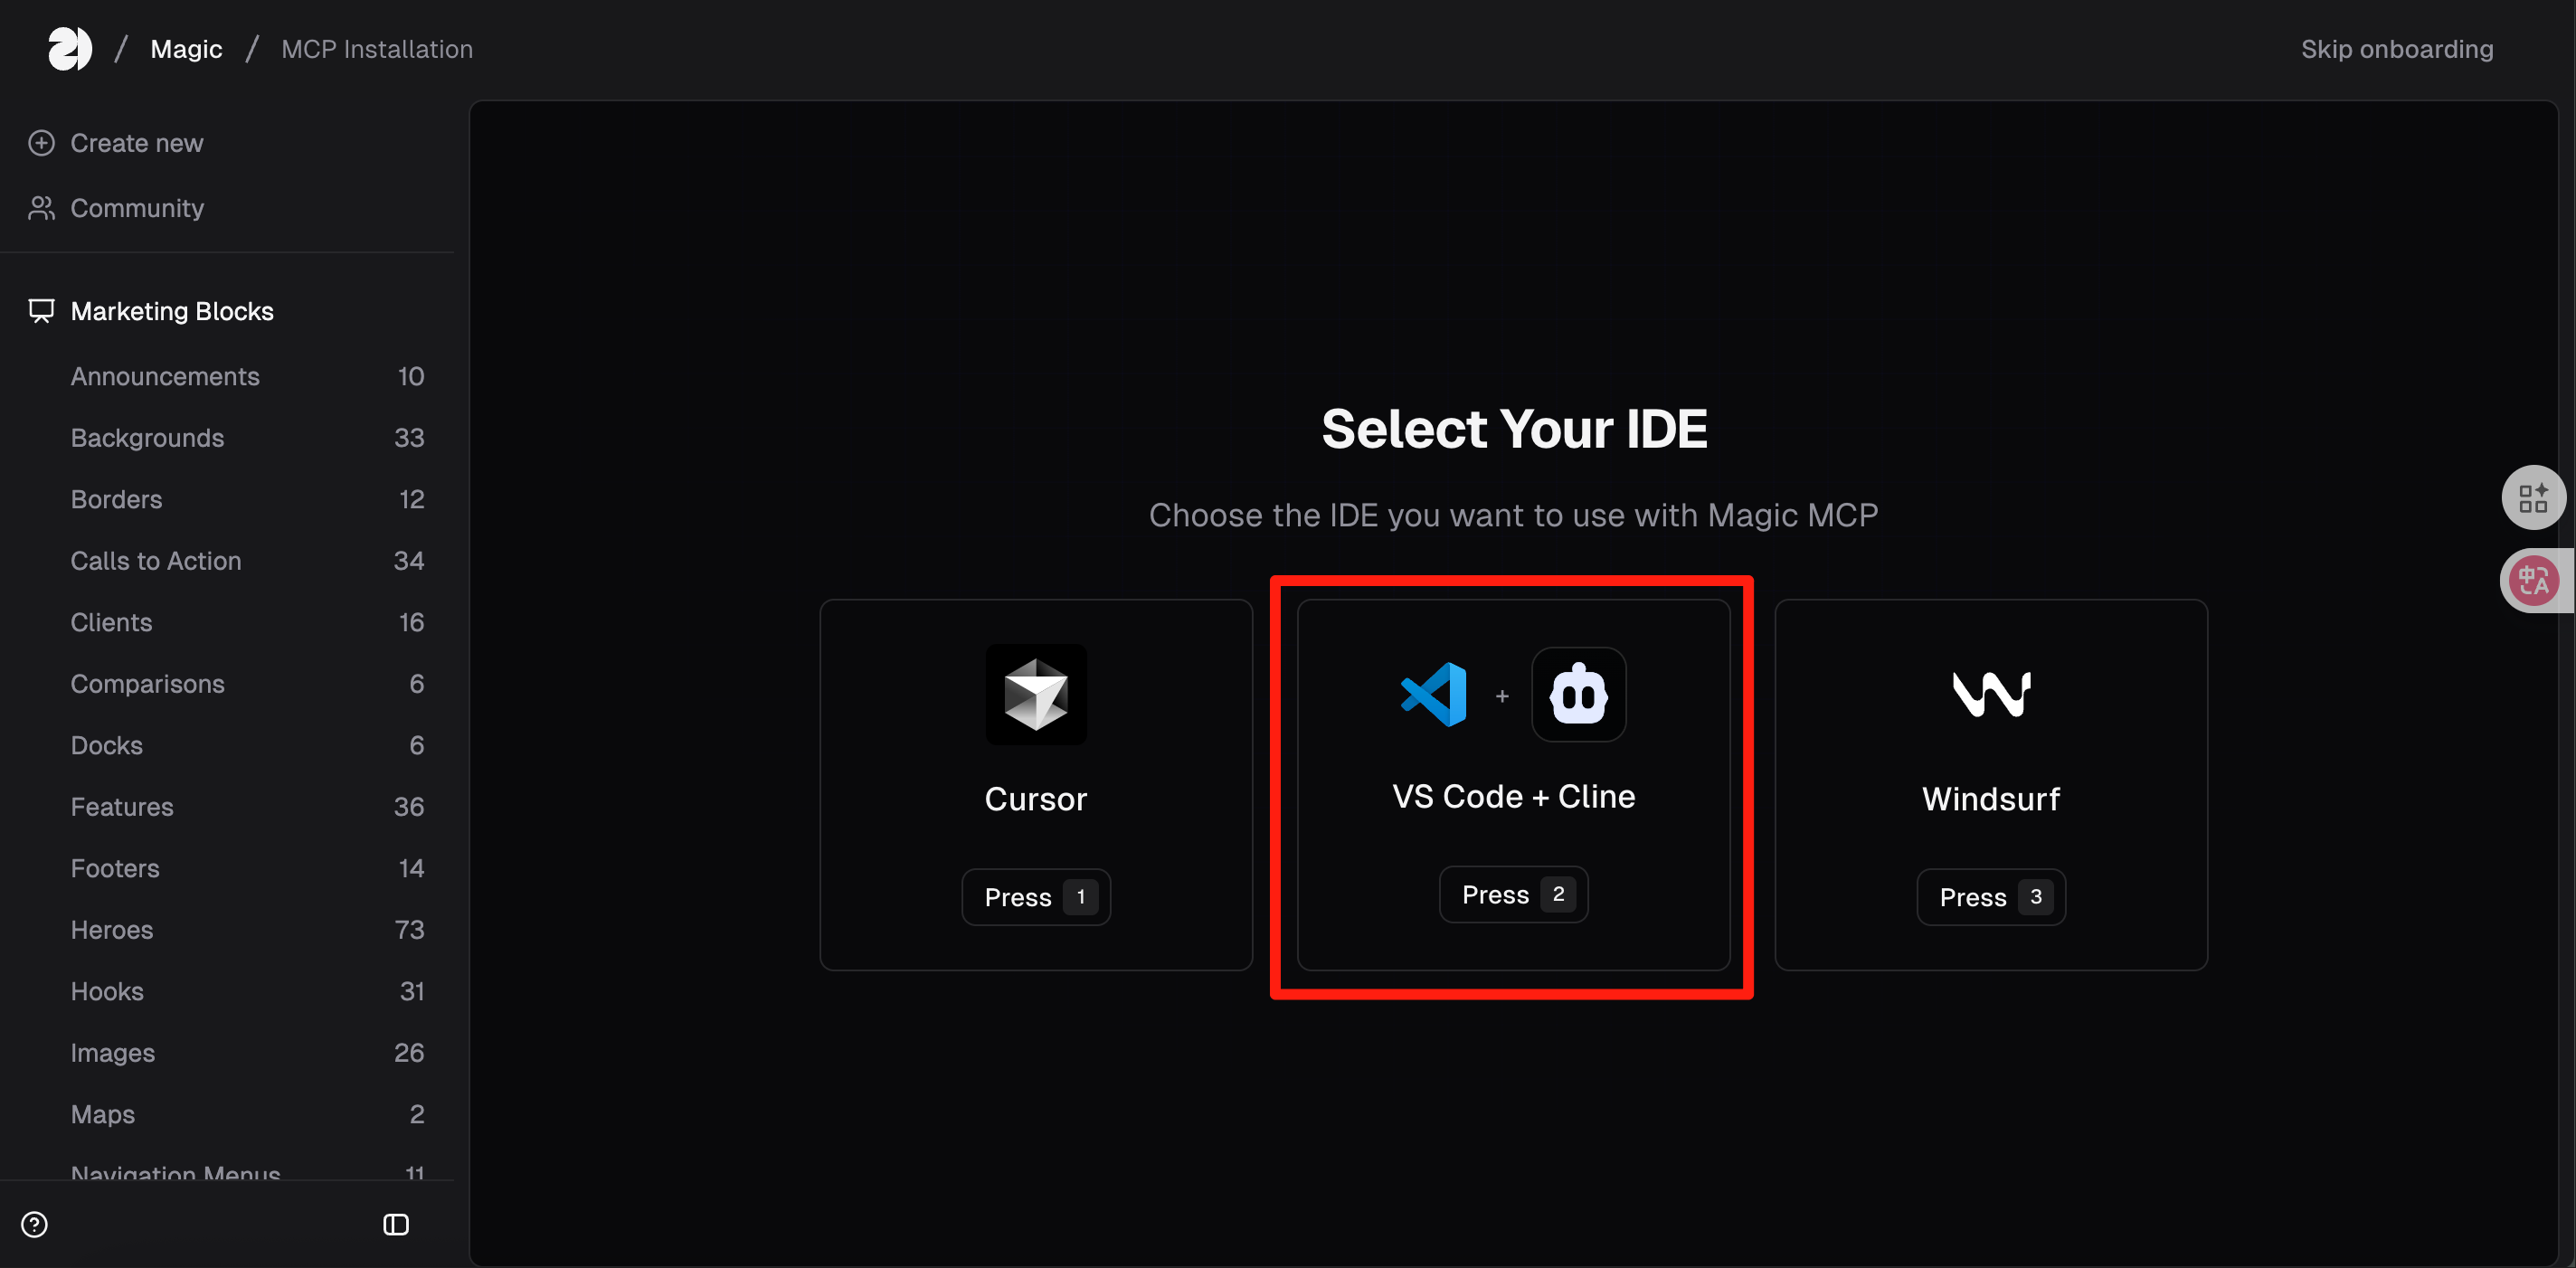 / Magic / MCP Installation
Skip onboarding
Create new
Community
Marketing Blocks
Announcements 10
Backgrounds 33
Borders 12
Calls to Action 34
Clients 16
Comparisons 6
Docks 6
Features 36
Footers 14
Heroes 73
Hooks 31
Images 26
Maps 2
Navigation Menus 11
Select Your IDE
Choose the IDE you want to use with Magic MCP
Cursor
Press 1
+
VS Code + Cline
Press 2
Windsurf
Press 3
中A